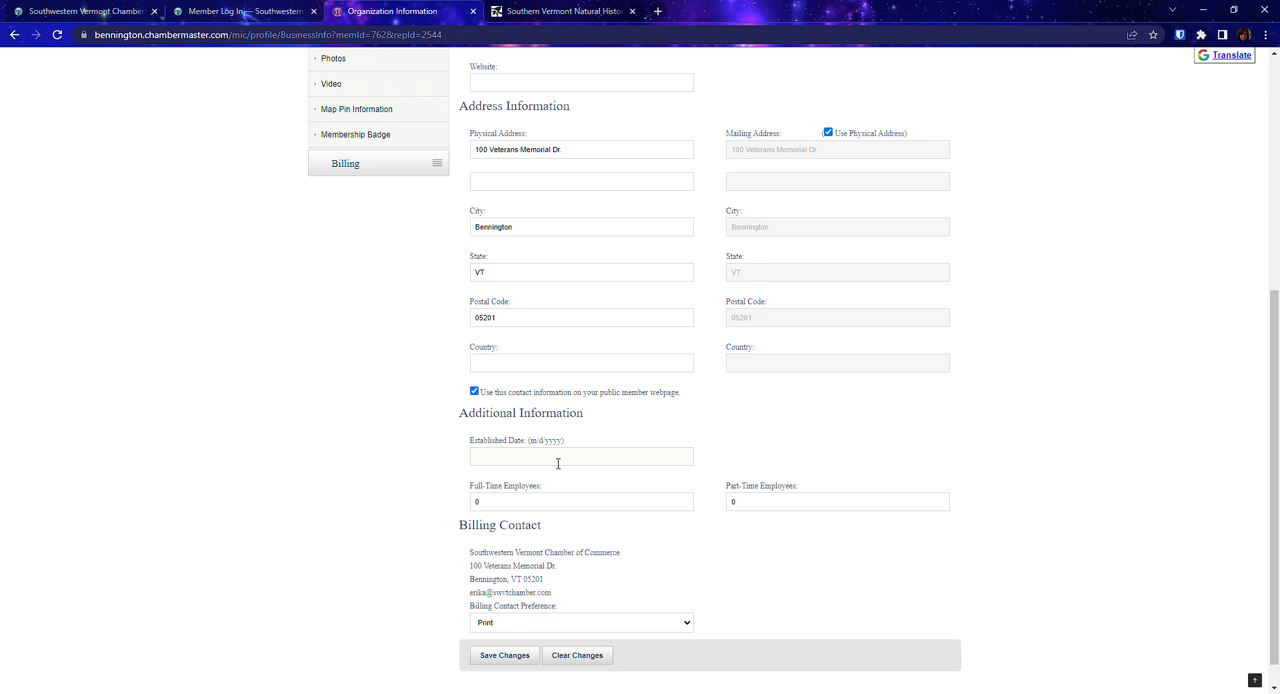 Southwestern Vermont Chamber
Member Log In — Southwestern
Organization Information
Southern Vermont Natural Histor
bennington.chambermaster.com/mic/profile/BusinessInfo?memId=762&repId=2544
Translate
Photos
Video
Map Pin Information
Membership Badge
Billing
Website:
Address Information
Physical Address:
Mailing Address: (Use Physical Address)
100 Veterans Memorial Dr.
100 Veterans Memorial Dr.
City:
City:
Bennington
Bennington
State:
State:
VT
VT
Postal Code:
Postal Code:
05201
05201
Country:
Country:
Use this contact information on your public member webpage.
Additional Information
Established Date: (m/d/yyyy)
Full-Time Employees:
Part-Time Employees:
0
0
Billing Contact
Southwestern Vermont Chamber of Commerce
100 Veterans Memorial Dr.
Bennington, VT 05201
erika@swvtchamber.com
Billing Contact Preference:
Print
Save Changes
Clear Changes